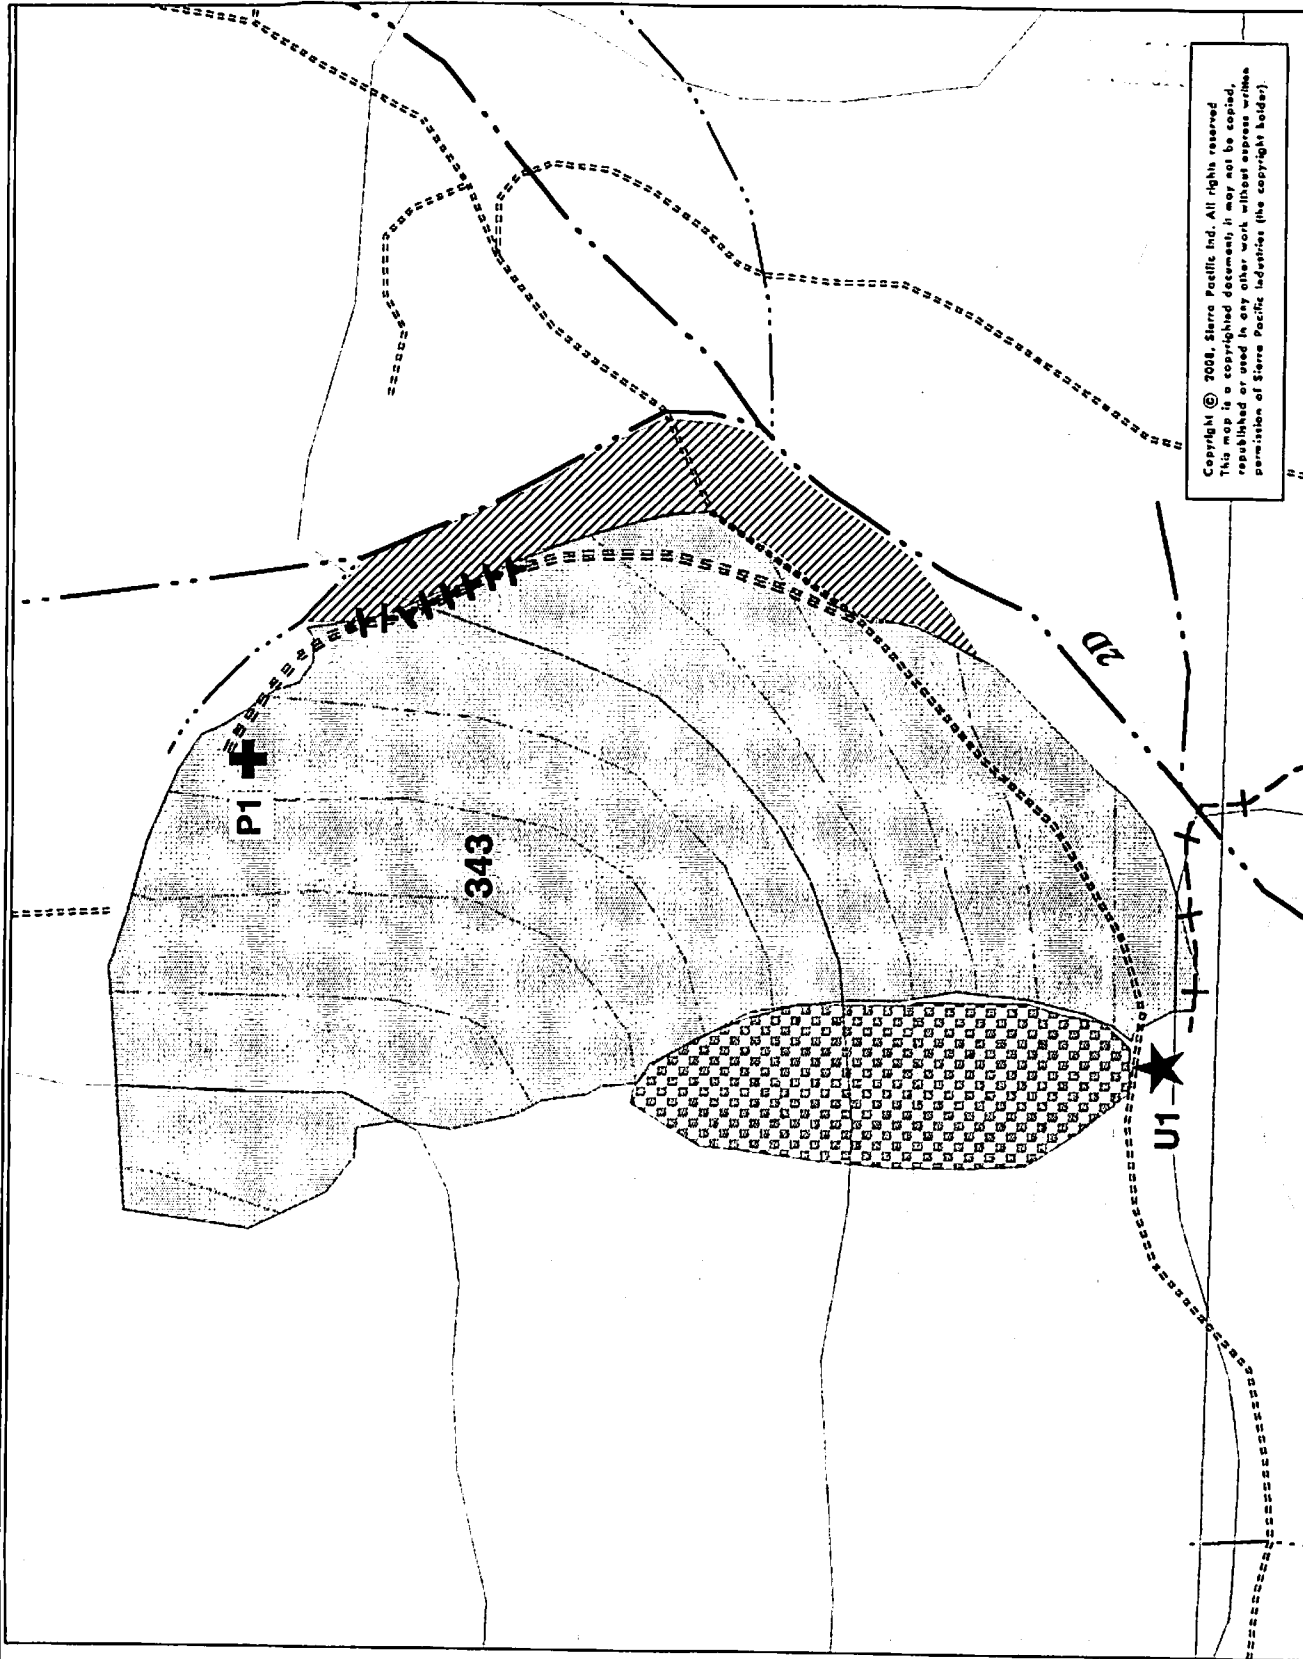 Copyright © 2008, Sierra Pacific Ind. All rights reserved
This map is a copyrighted document; it may not be copied,
republished or used in any other work without express written
permission of Sierra Pacific Industries (the copyright holder).
P1
343
2D
U1